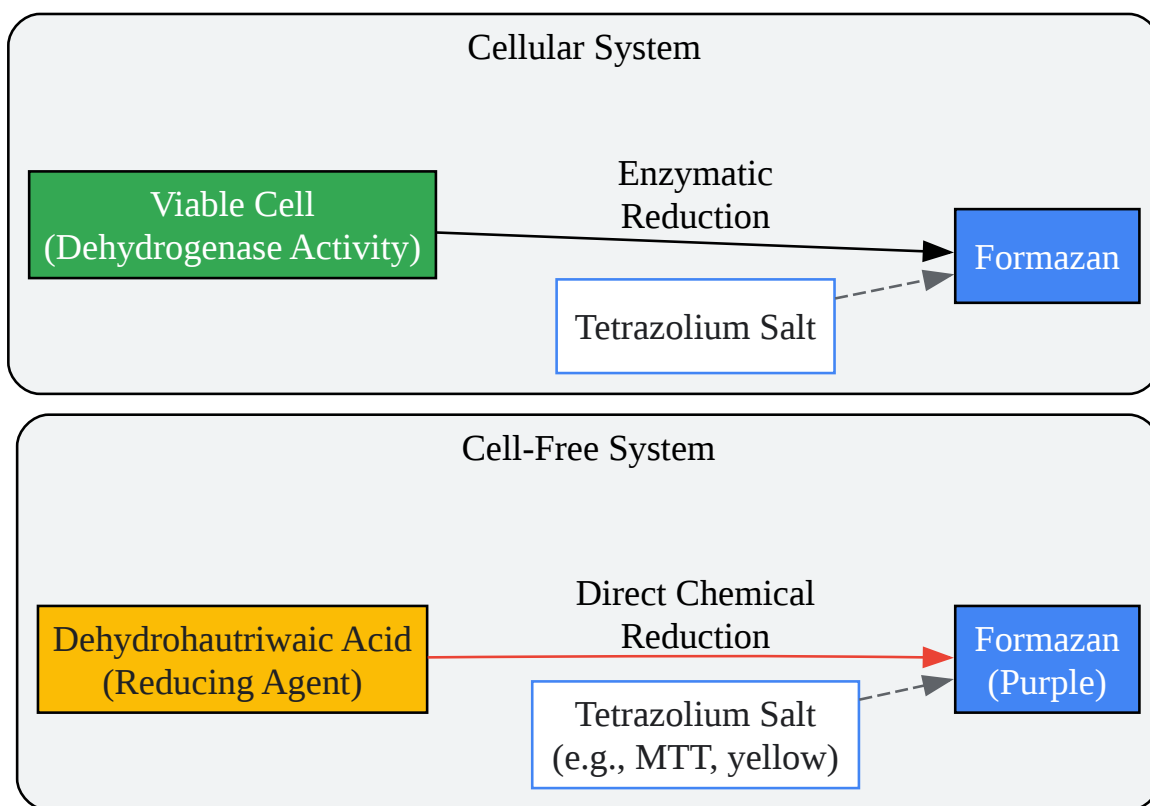 Cellular System
Viable Cell
(Dehydrogenase Activity)
Enzymatic
Reduction
Tetrazolium Salt
Formazan
Cell-Free System
Dehydrohautriwaic Acid
(Reducing Agent)
Direct Chemical
Reduction
Tetrazolium Salt
(e.g., MTT, yellow)
Formazan
(Purple)